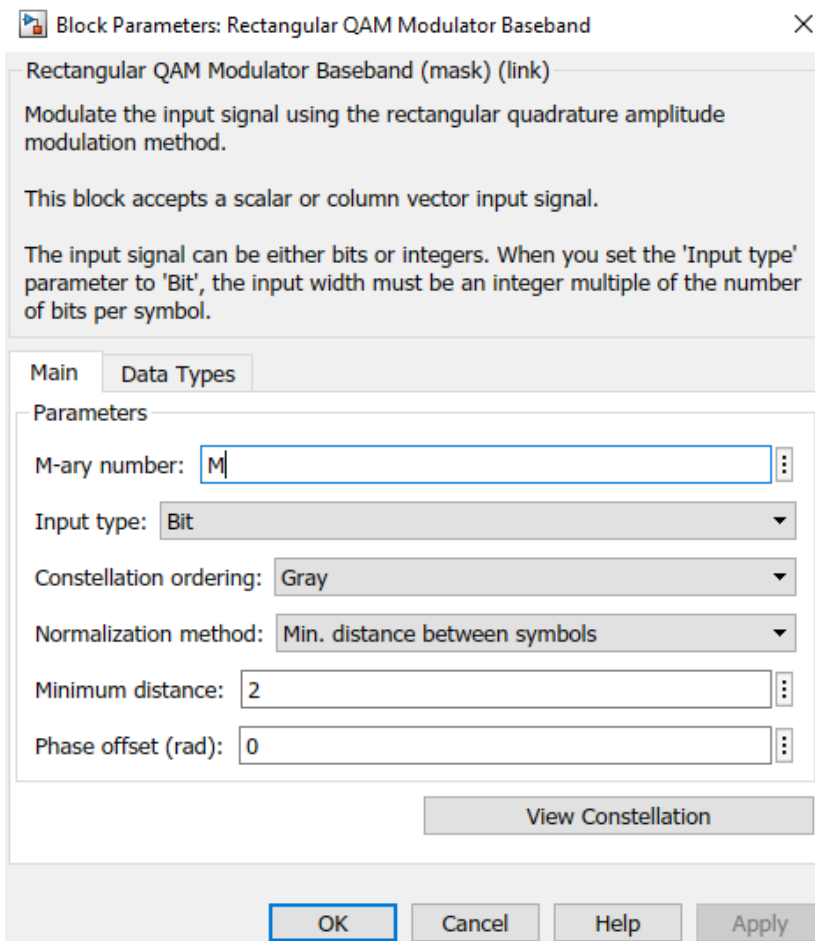 Block Parameters: Rectangular QAM Modulator Baseband
Rectangular QAM Modulator Baseband (mask) (link)
Modulate the input signal using the rectangular quadrature amplitude
modulation method.
This block accepts a scalar or column vector input signal.
The input signal can be either bits or integers. When you set the 'Input type'
parameter to 'Bit', the input width must be an integer multiple of the number
of bits per symbol.
Main Data Types
Parameters
M-ary number: M
Input type: Bit
Constellation ordering: Gray
Normalization method: Min. distance between symbols
Minimum distance: 2
Phase offset (rad): 0
View Constellation
OK Cancel Help Apply